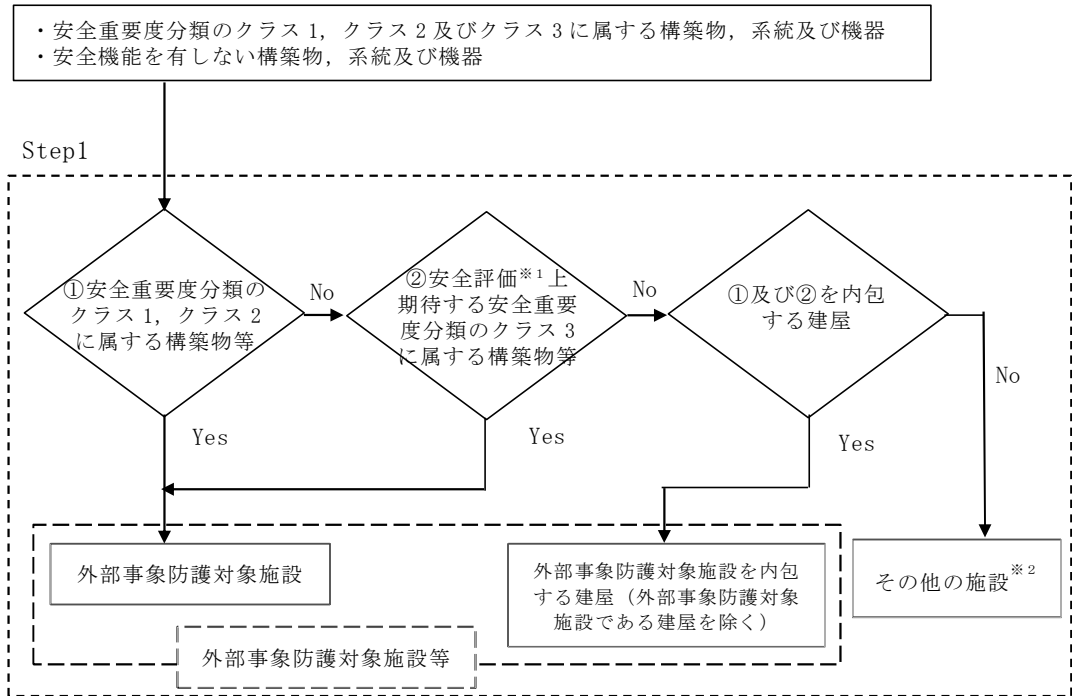 ・安全重要度分類のクラス1，クラス2及びクラス3に属する構築物，系統及び機器
・安全機能を有しない構築物，系統及び機器
Step1
①安全重要度分類の
クラス1，クラス2
に属する構築物等
No
②安全評価※1上
期待する安全重要
度分類のクラス3
に属する構築物等
No
①及び②を内包
する建屋
No
Yes
Yes
Yes
外部事象防護対象施設
外部事象防護対象施設を内包
する建屋（外部事象防護対象
施設である建屋を除く）
その他の施設※2
外部事象防護対象施設等